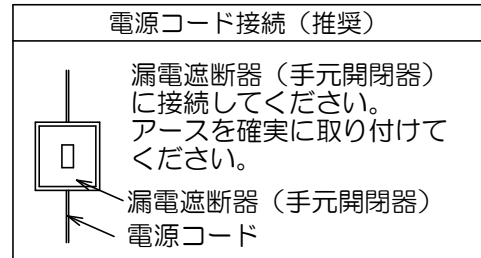 電源コード接続（推奨）
漏電遮断器（手元開閉器）
に接続してください。
アースを確実に取り付けて
ください。
漏電遮断器（手元開閉器）
電源コード